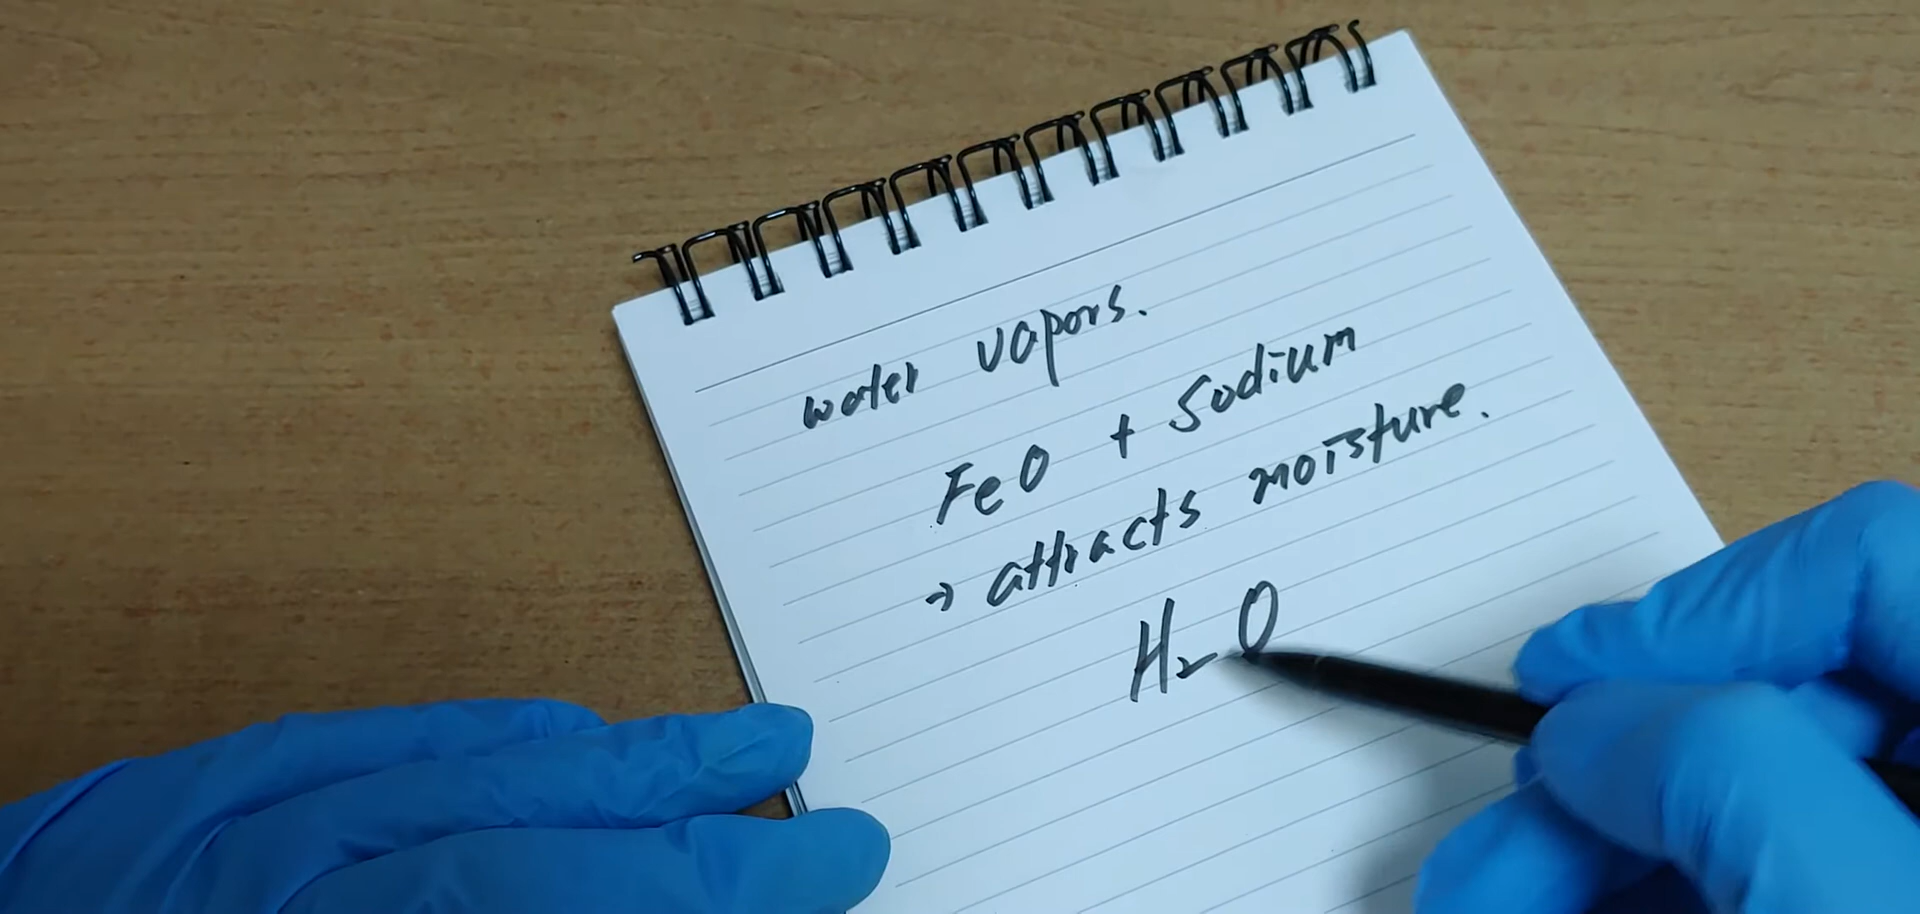 water vapors.
FeO + Sodium
→ attracts moisture.
H₂O